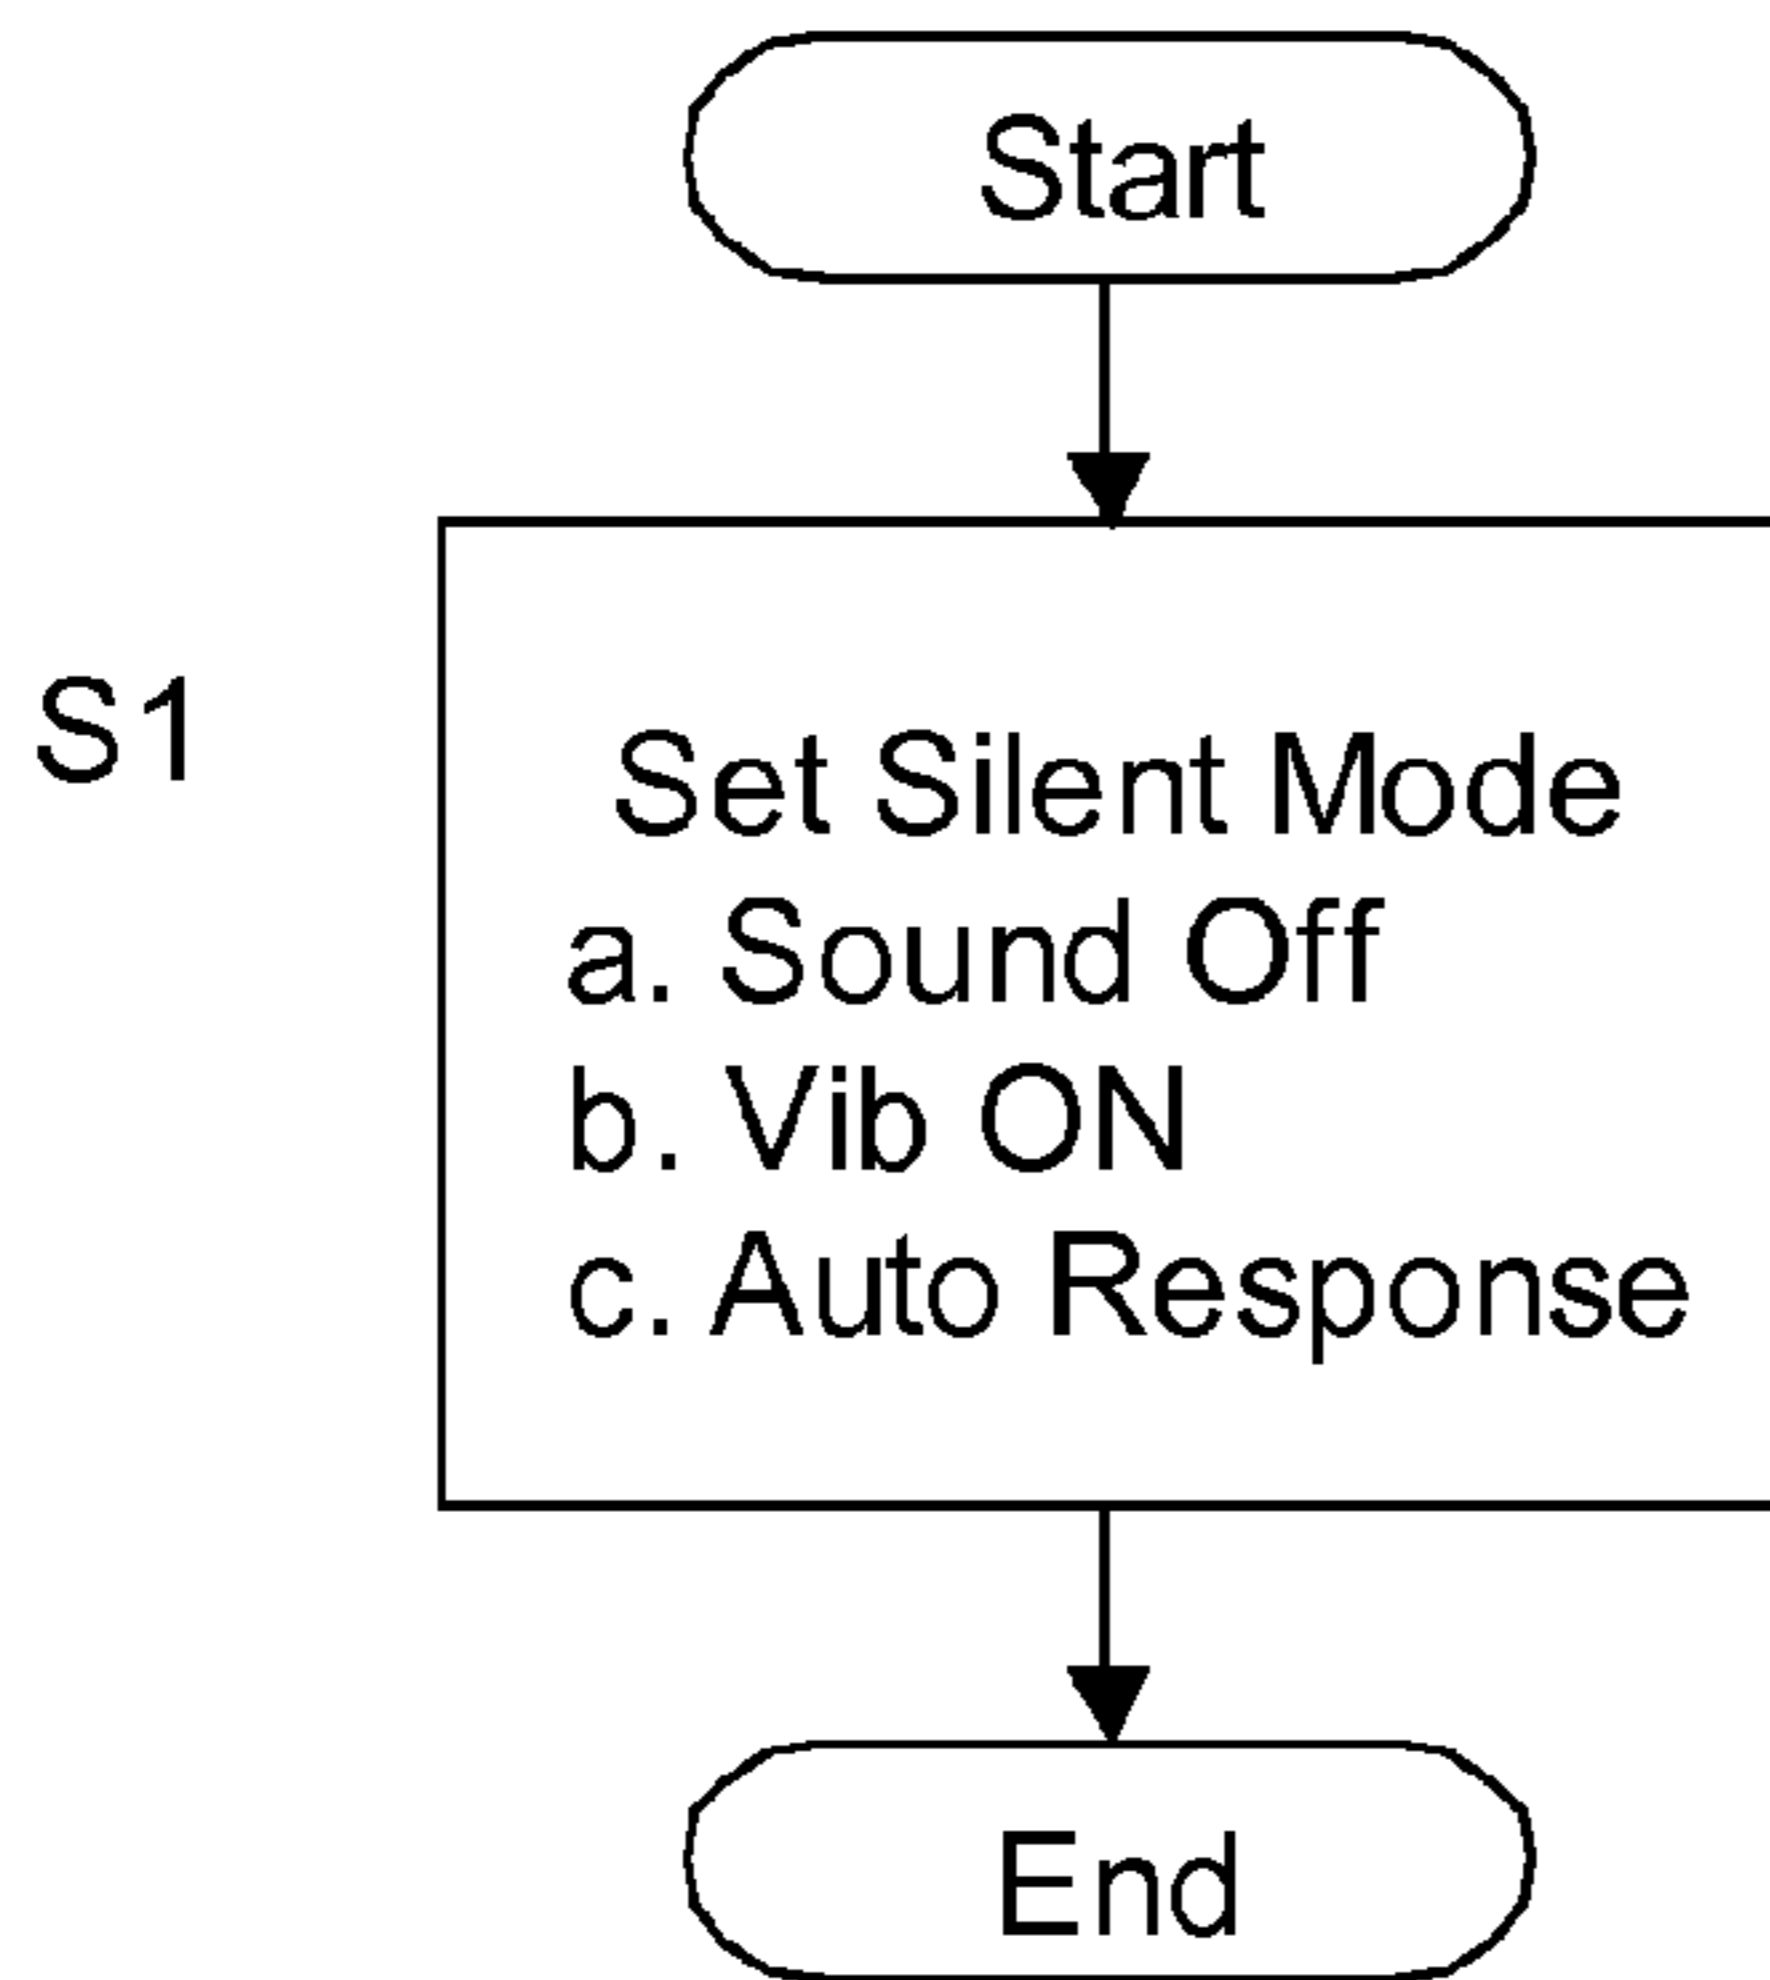 Start
S1
Set Silent Mode
a. Sound Off
b. Vib ON
c. Auto Response
End